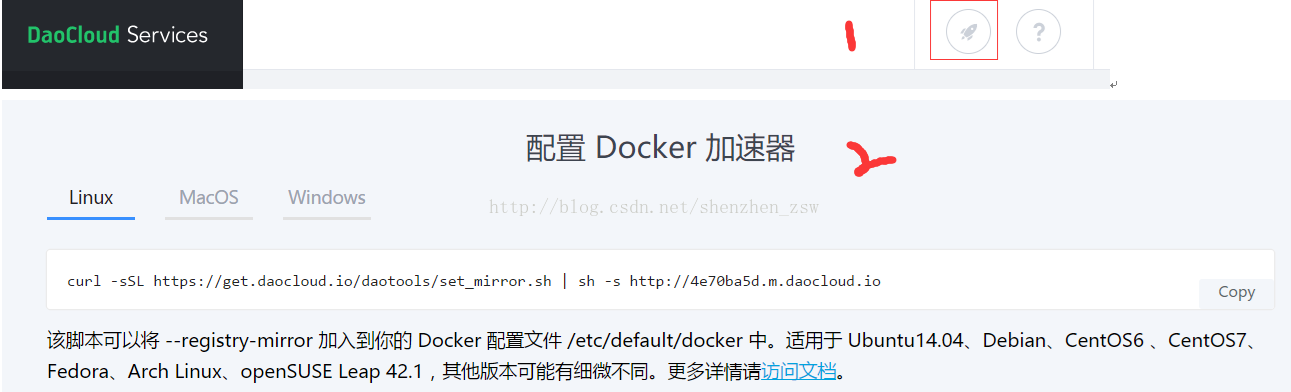 DaoCloud Services
1
?
配置 Docker 加速器
2
Linux MacOS Windows
http://blog.csdn.net/shenzhen_zsw
curl -sSL https://get.daocloud.io/daotools/set_mirror.sh | sh -s http://4e70ba5d.m.daocloud.io
Copy
该脚本可以将 --registry-mirror 加入到你的 Docker 配置文件 /etc/default/docker 中。适用于 Ubuntu14.04、Debian、CentOS6 、CentOS7、
Fedora、Arch Linux、openSUSE Leap 42.1，其他版本可能有细微不同。更多详情请访问文档。